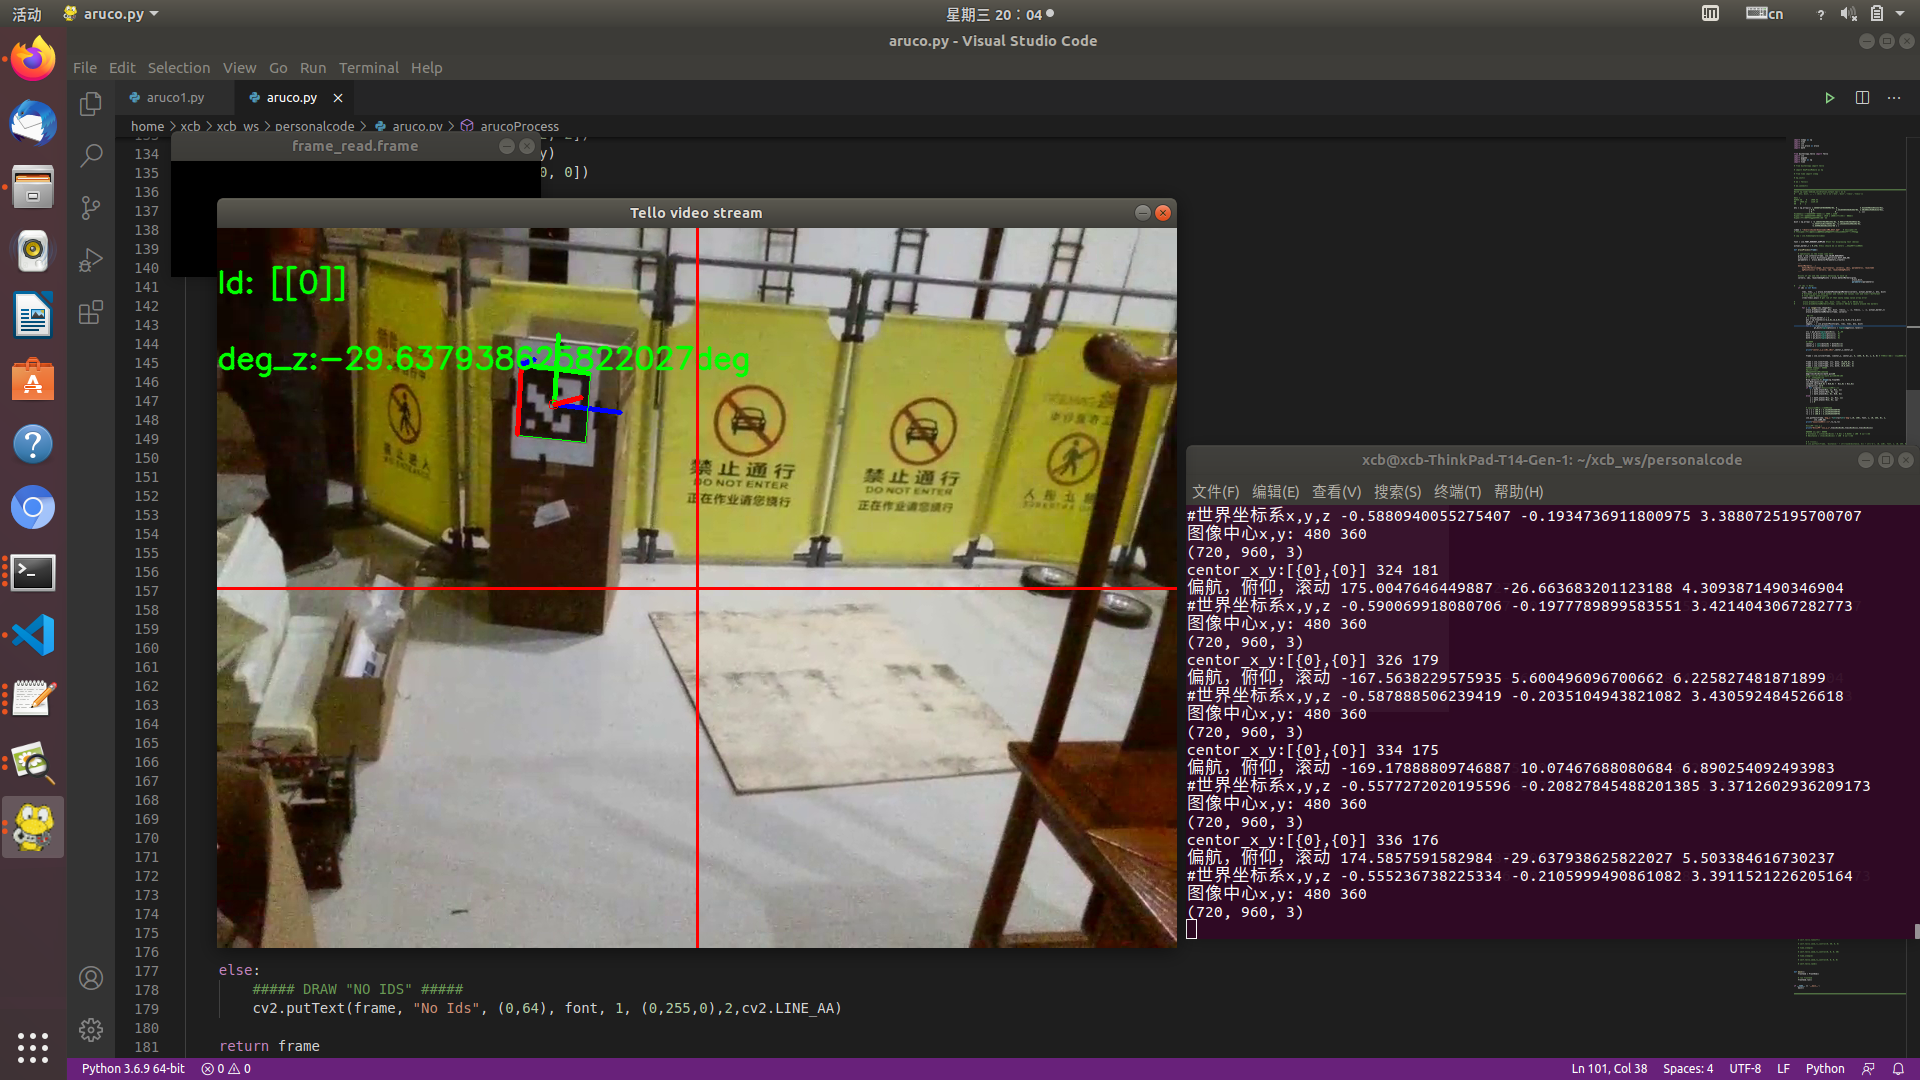 活动
aruco.py
星期三 20：04
cn
aruco.py - Visual Studio Code
File Edit Selection View Go Run Terminal Help
aruco1.py
aruco.py
home > xcb > xcb_ws > personalcode > aruco.py > arucoProcess
frame_read.frame
134
y)
135
0, 0])
136
137
138
139
140
141
142
143
144
145
146
147
148
149
150
151
152
153
154
155
156
157
158
159
160
161
162
163
164
165
166
167
168
169
170
171
172
173
174
175
176
177 else:
178 ##### DRAW "NO IDS" #####
179 cv2.putText(frame, "No Ids", (0,64), font, 1, (0,255,0),2,cv2.LINE_AA)
180
181 return frame
Tello video stream
Id: [[0]]
deg_z:-29.637938625822027deg
禁止通行
DO NOT ENTER
正在作业请您绕行
禁止通行
DO NOT ENTER
正在作业请您绕行
xcb@xcb-ThinkPad-T14-Gen-1: ~/xcb_ws/personalcode
文件(F) 编辑(E) 查看(V) 搜索(S) 终端(T) 帮助(H)
#世界坐标系x,y,z -0.5880940055275407 -0.1934736911800975 3.3880725195700707
图像中心x,y: 480 360
(720, 960, 3)
centor_x_y:[{0},{0}] 324 181
偏航，俯仰，滚动 175.0047646449887 -26.663683201123188 4.3093871490346904
#世界坐标系x,y,z -0.590069918080706 -0.1977789899583551 3.4214043067282773
图像中心x,y: 480 360
(720, 960, 3)
centor_x_y:[{0},{0}] 326 179
偏航，俯仰，滚动 -167.5638229575935 5.600496096700662 6.225827481871899
#世界坐标系x,y,z -0.587888506239419 -0.2035104943821082 3.430592484526618
图像中心x,y: 480 360
(720, 960, 3)
centor_x_y:[{0},{0}] 334 175
偏航，俯仰，滚动 -169.17888809746887 10.07467688080684 6.890254092493983
#世界坐标系x,y,z -0.5577272020195596 -0.20827845488201385 3.3712602936209173
图像中心x,y: 480 360
(720, 960, 3)
centor_x_y:[{0},{0}] 336 176
偏航，俯仰，滚动 174.5857591582984 -29.637938625822027 5.503384616730237
#世界坐标系x,y,z -0.555236738225334 -0.2105999490861082 3.3911521226205164
图像中心x,y: 480 360
(720, 960, 3)
Python 3.6.9 64-bit
0
0
Ln 101, Col 38
Spaces: 4
UTF-8
LF
Python